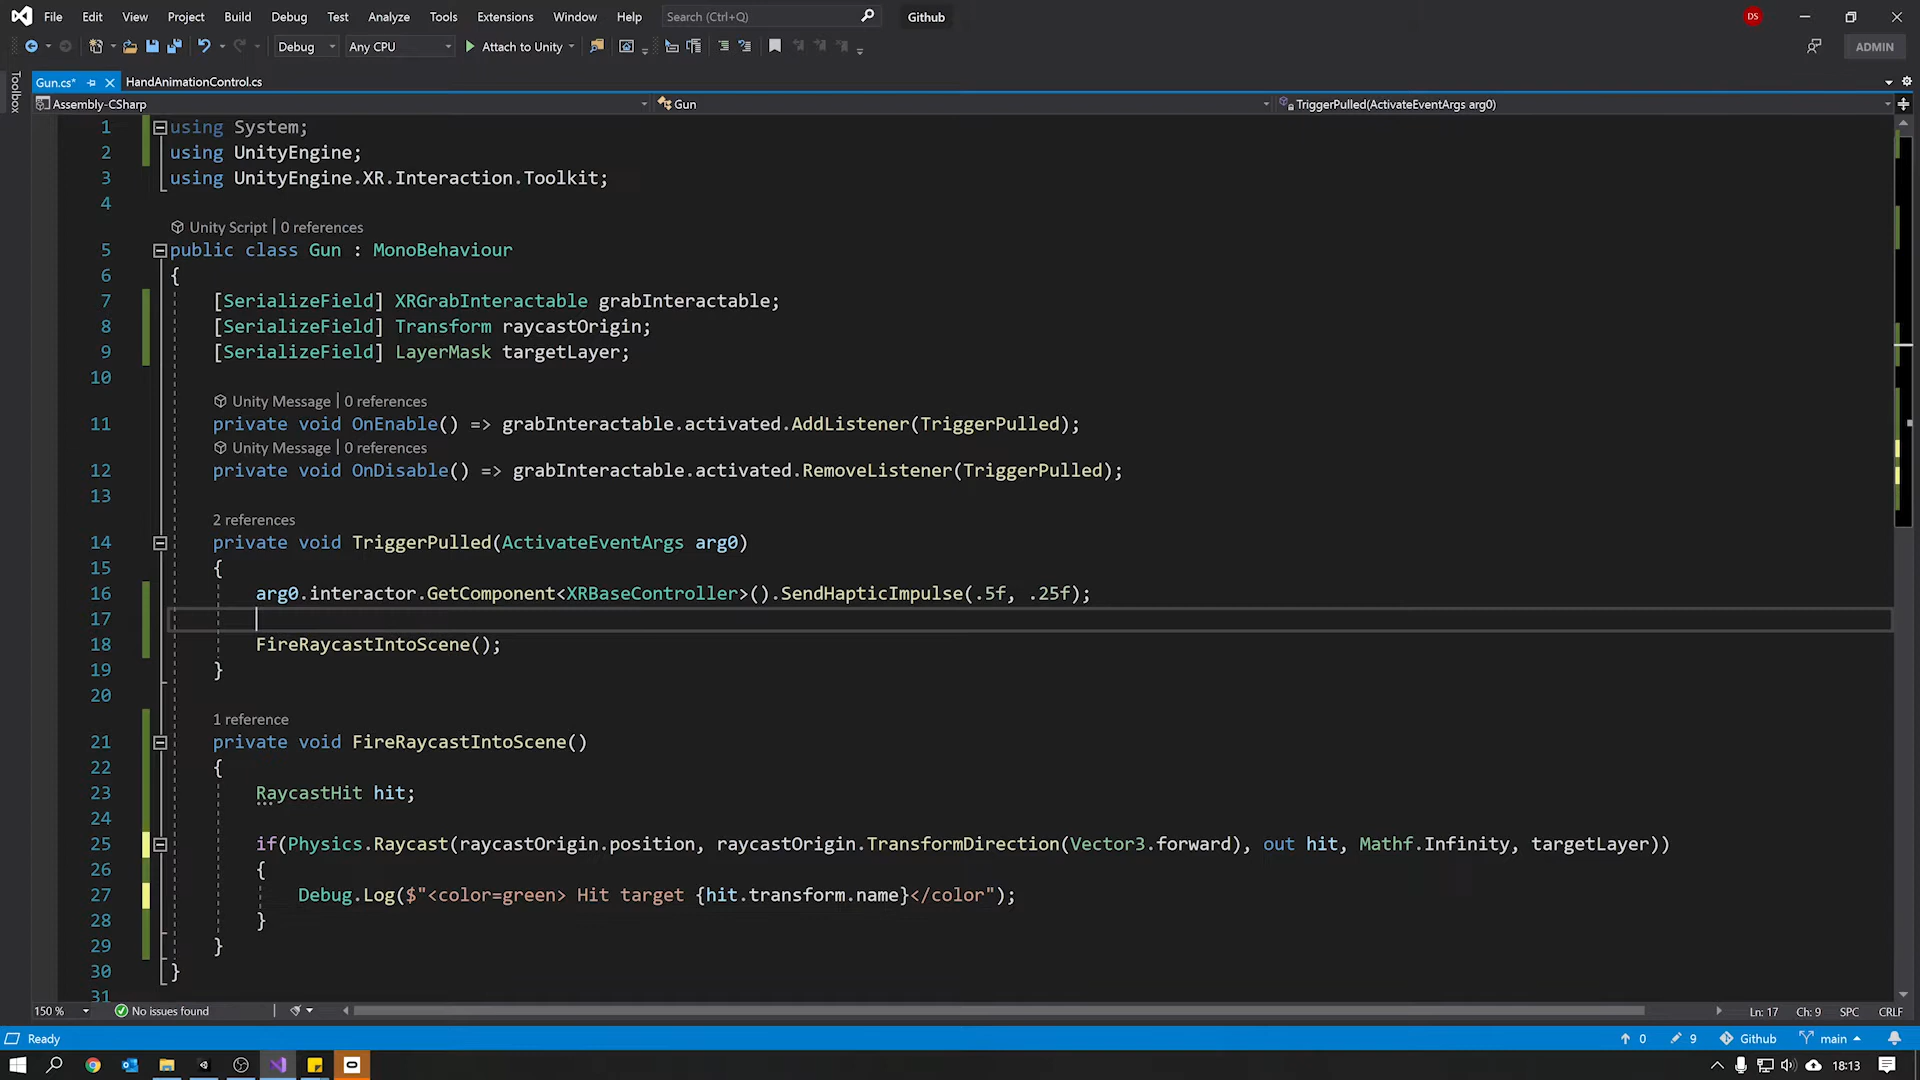 File Edit View Project Build Debug Test Analyze Tools Extensions Window Help Search (Ctrl+Q) Github DS
Debug Any CPU Attach to Unity ADMIN
Toolbox
Gun.cs* HandAnimationControl.cs
Assembly-CSharp Gun TriggerPulled(ActivateEventArgs arg0)
1 using System;
2 using UnityEngine;
3 using UnityEngine.XR.Interaction.Toolkit;
4
Unity Script | 0 references
5 public class Gun : MonoBehaviour
6 {
7 [SerializeField] XRGrabInteractable grabInteractable;
8 [SerializeField] Transform raycastOrigin;
9 [SerializeField] LayerMask targetLayer;
10
Unity Message | 0 references
11 private void OnEnable() => grabInteractable.activated.AddListener(TriggerPulled);
Unity Message | 0 references
12 private void OnDisable() => grabInteractable.activated.RemoveListener(TriggerPulled);
13
2 references
14 private void TriggerPulled(ActivateEventArgs arg0)
15 {
16 arg0.interactor.GetComponent<XRBaseController>().SendHapticImpulse(.5f, .25f);
17
18 FireRaycastIntoScene();
19 }
20
1 reference
21 private void FireRaycastIntoScene()
22 {
23 RaycastHit hit;
24
25 if(Physics.Raycast(raycastOrigin.position, raycastOrigin.TransformDirection(Vector3.forward), out hit, Mathf.Infinity, targetLayer))
26 {
27 Debug.Log($"<color=green> Hit target {hit.transform.name}</color");
28 }
29 }
30 }
31
150 % No issues found Ln: 17 Ch: 9 SPC CRLF
Ready 0 9 Github main
18:13